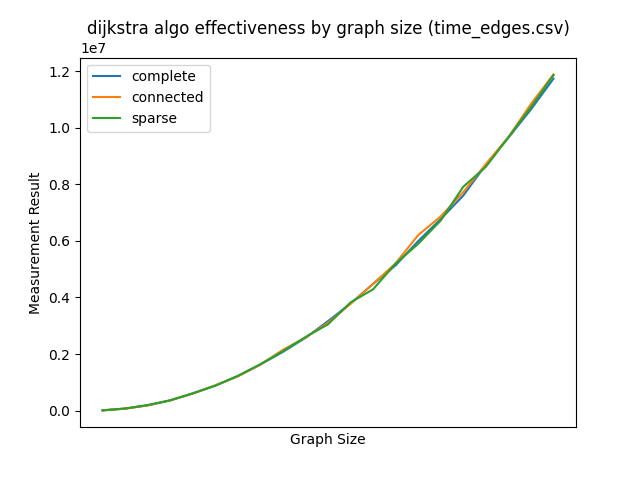 dijkstra algo effectiveness by graph size (time_edges.csv)
1e7
complete
connected
sparse
1.2
1.0
0.8
0.6
0.4
0.2
0.0
Measurement Result
Graph Size